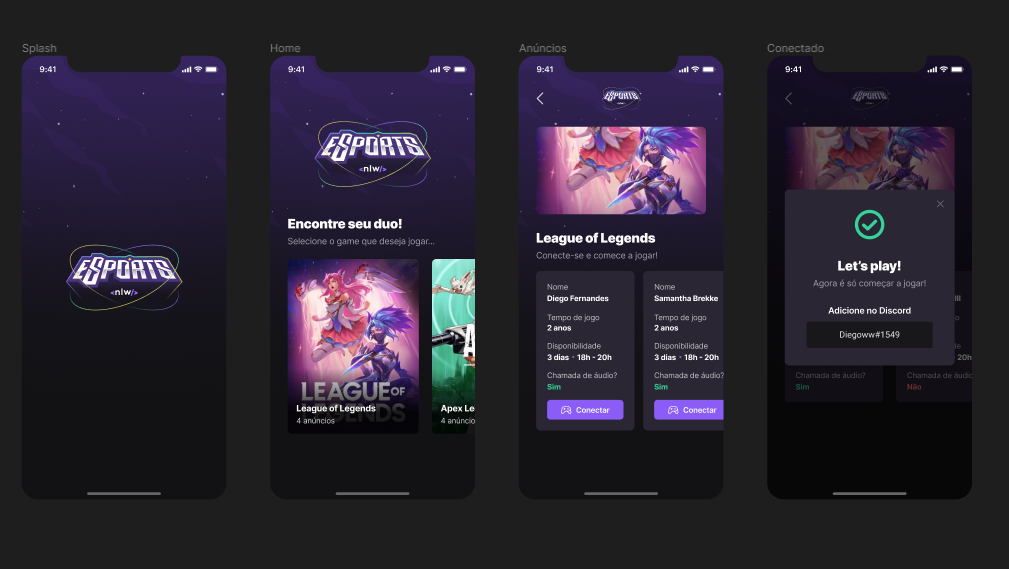 Splash
9:41
ESPORTS
<nlw/>
Home
9:41
ESPORTS
<nlw/>
Encontre seu duo!
Selecione o game que deseja jogar...
LEAGUE OF
LEGENDS
League of Legends
4 anúncios
Apex Le
4 anúncio
Anúncios
9:41
ESPORTS
League of Legends
Conecte-se e comece a jogar!
Nome
Diego Fernandes
Tempo de jogo
2 anos
Disponibilidade
3 dias • 18h - 20h
Chamada de áudio?
Sim
Conectar
Nome
Samantha Brekke
Tempo de jogo
2 anos
Disponibilidade
3 dias • 18h - 20h
Chamada de áudio?
Sim
Conectar
Conectado
9:41
ESPORTS
Let's play!
Agora é só começar a jogar!
Adicione no Discord
Diegoww#1549
Chamada de áudio?
Sim
Chamada de áudio
Não